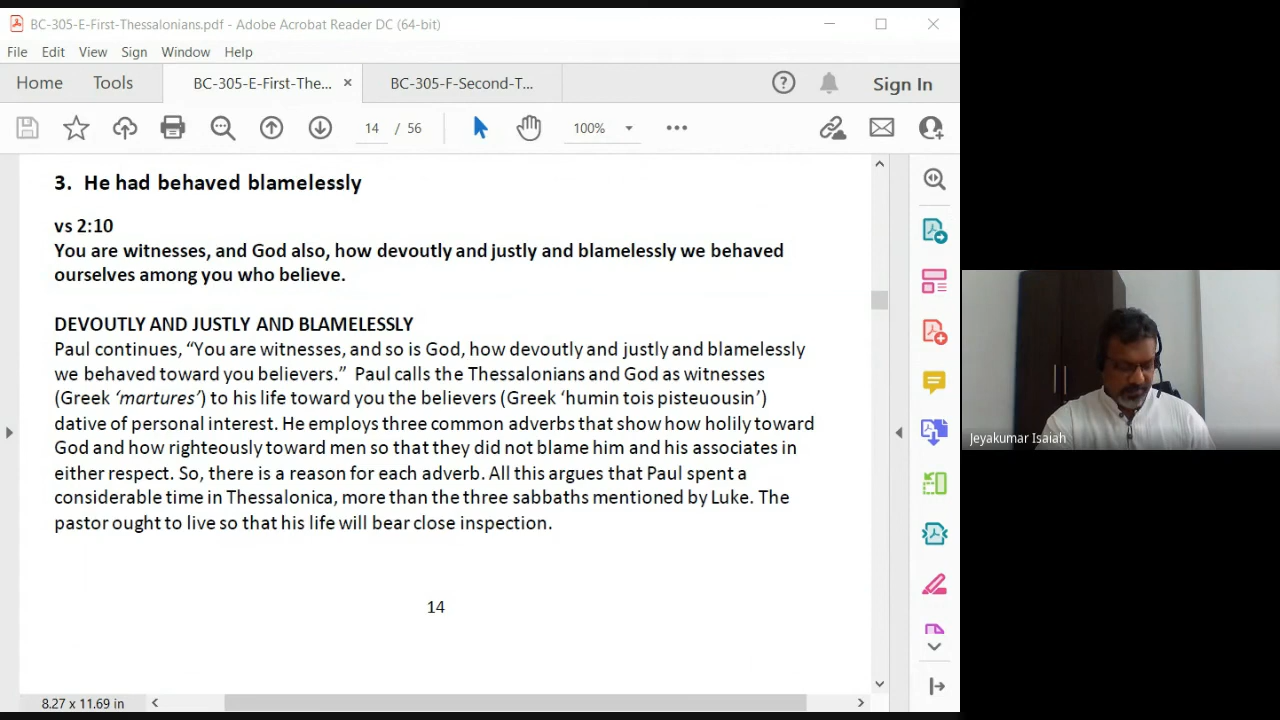 BC-305-E-First-Thessalonians.pdf - Adobe Acrobat Reader DC (64-bit)
File Edit View Sign Window Help
Home Tools BC-305-E-First-The... × BC-305-F-Second-T... Sign In
14 / 56 100%
3. He had behaved blamelessly
vs 2:10
You are witnesses, and God also, how devoutly and justly and blamelessly we behaved
ourselves among you who believe.
DEVOUTLY AND JUSTLY AND BLAMELESSLY
Paul continues, “You are witnesses, and so is God, how devoutly and justly and blamelessly
we behaved toward you believers.” Paul calls the Thessalonians and God as witnesses
(Greek ‘martures’) to his life toward you the believers (Greek ‘humin tois pisteuousin’)
dative of personal interest. He employs three common adverbs that show how holily toward
God and how righteously toward men so that they did not blame him and his associates in
either respect. So, there is a reason for each adverb. All this argues that Paul spent a
considerable time in Thessalonica, more than the three sabbaths mentioned by Luke. The
pastor ought to live so that his life will bear close inspection.
14
8.27 x 11.69 in
Jeyakumar Isaiah